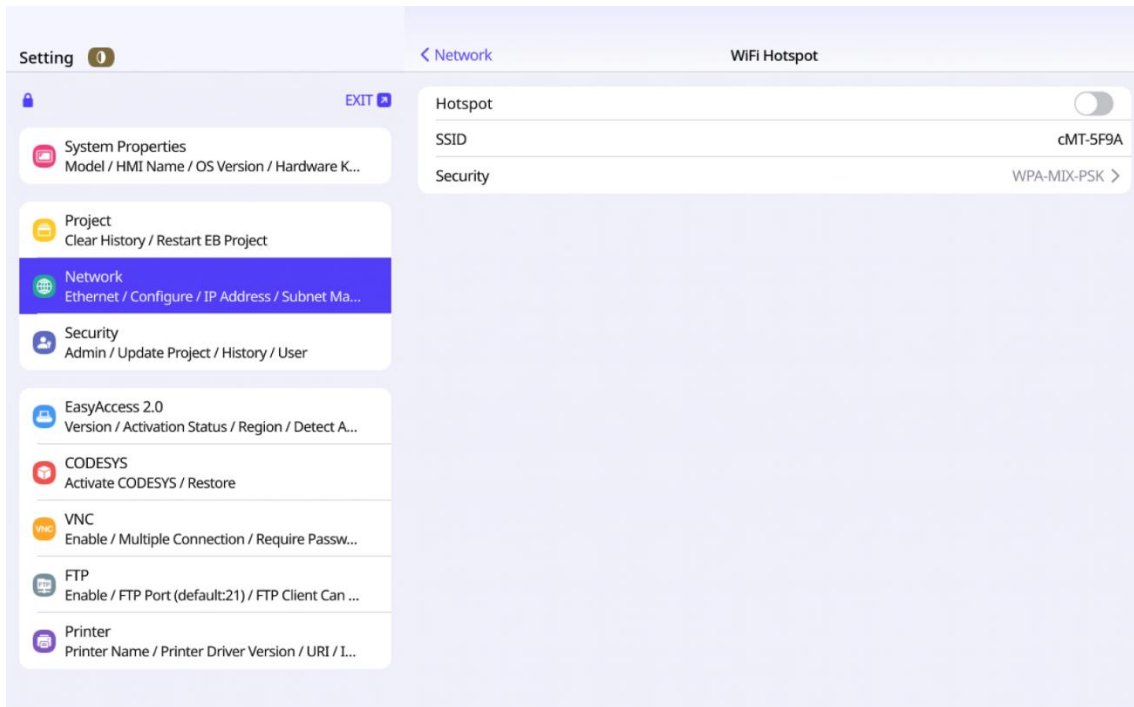 Setting
EXIT
System Properties
Model / HMI Name / OS Version / Hardware K...
Project
Clear History / Restart EB Project
Network
Ethernet / Configure / IP Address / Subnet Ma...
Security
Admin / Update Project / History / User
EasyAccess 2.0
Version / Activation Status / Region / Detect A...
CODESYS
Activate CODESYS / Restore
VNC
VNC
Enable / Multiple Connection / Require Passw...
FTP
FTP
Enable / FTP Port (default:21) / FTP Client Can ...
Printer
Printer Name / Printer Driver Version / URI / I...
Network
WiFi Hotspot
Hotspot
SSID cMT-5F9A
Security WPA-MIX-PSK